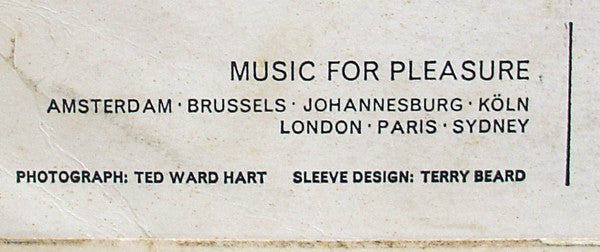 MUSIC FOR PLEASURE
AMSTERDAM · BRUSSELS · JOHANNESBURG · KÖLN
LONDON · PARIS · SYDNEY
PHOTOGRAPH: TED WARD HART SLEEVE DESIGN: TERRY BEARD